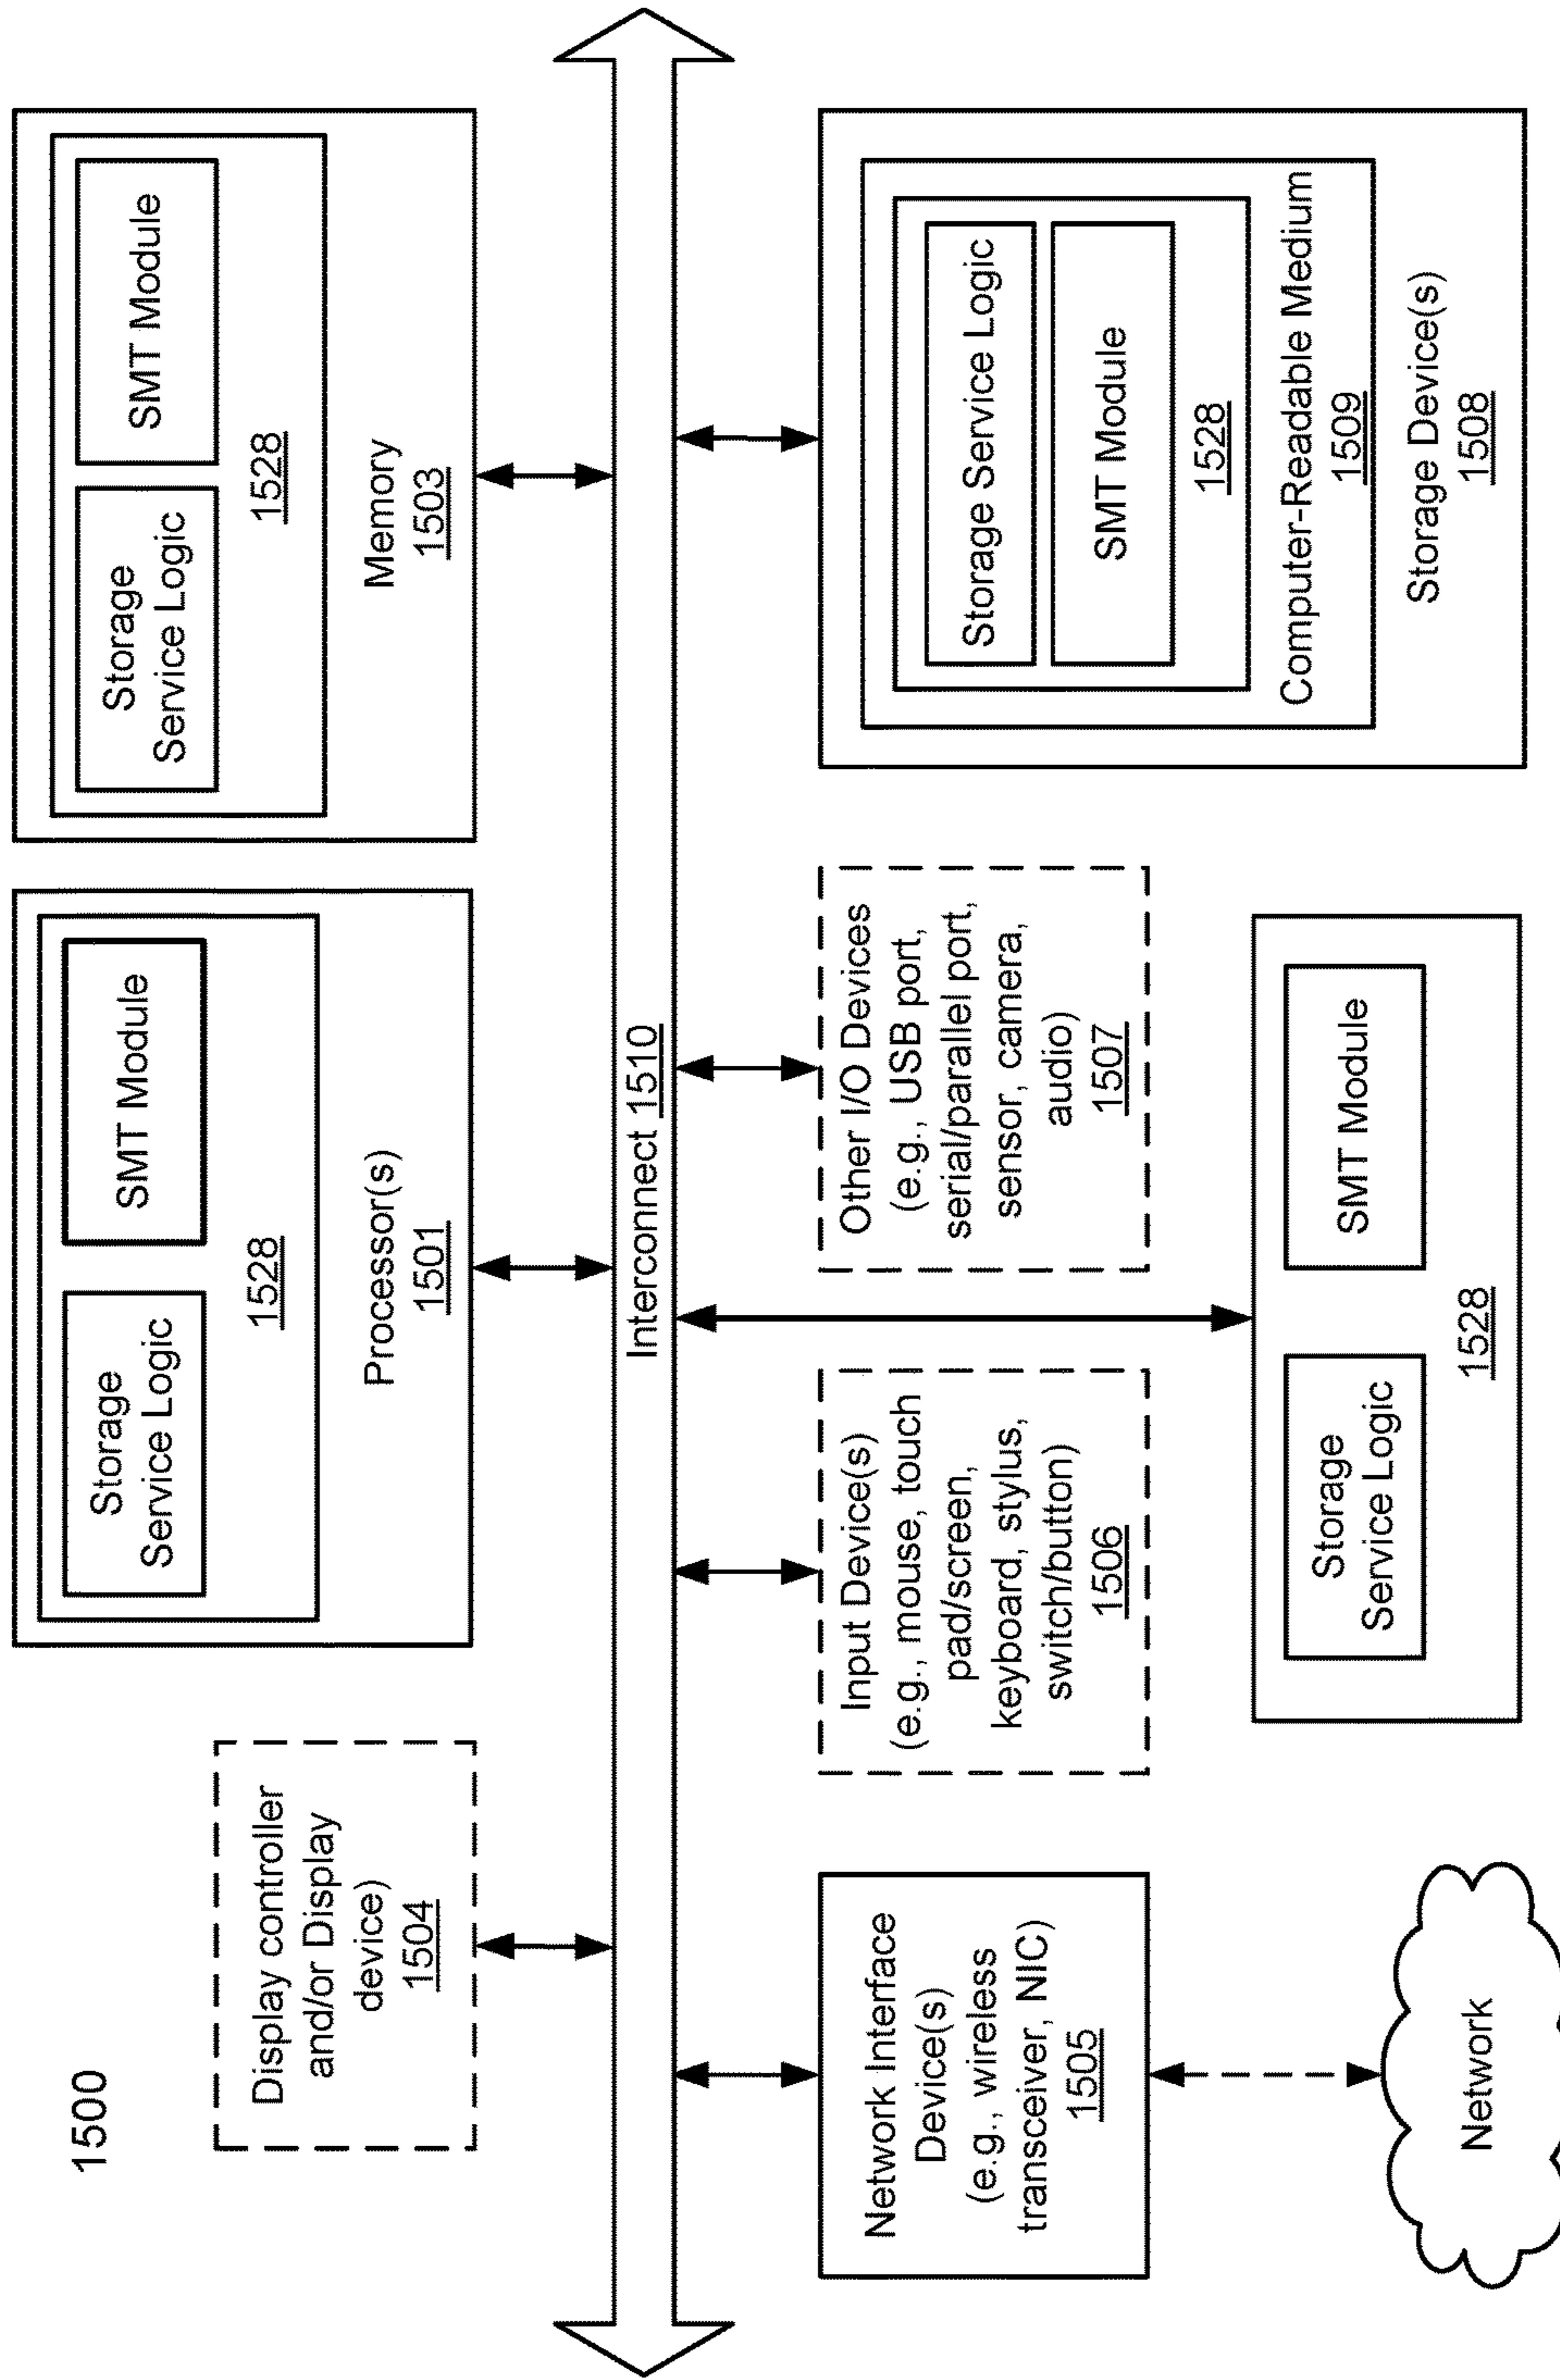 1500
Display controller
and/or Display
device)
1504
Storage
Service Logic
SMT Module
1528
Processor(s)
1501
Storage
Service Logic
SMT Module
1528
Memory
1503
Interconnect 1510
Network Interface
Device(s)
(e.g., wireless
transceiver, NIC)
1505
Input Device(s)
(e.g., mouse, touch
pad/screen,
keyboard, stylus,
switch/button)
1506
Other I/O Devices
(e.g., USB port,
serial/parallel port,
sensor, camera,
audio)
1507
Storage Service Logic
SMT Module
1528
Computer-Readable Medium
1509
Storage Device(s)
1508
Network
Storage
Service Logic
SMT Module
1528